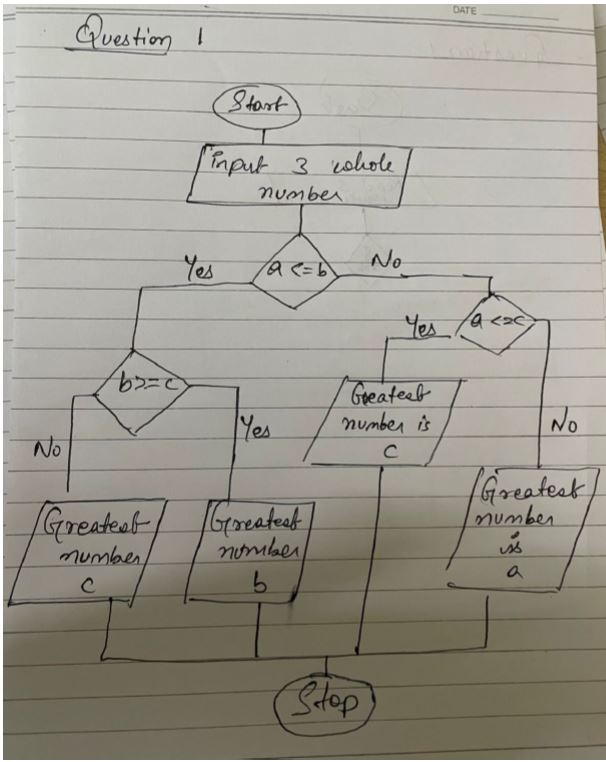 DATE
Question 1
Start
input 3 whole
number
a <= b
Yes
No
b >= c
No
Yes
a <= c
Yes
No
Greatest
number
c
Greatest
number
b
Greatest
number is
c
Greatest
number
is
a
Stop